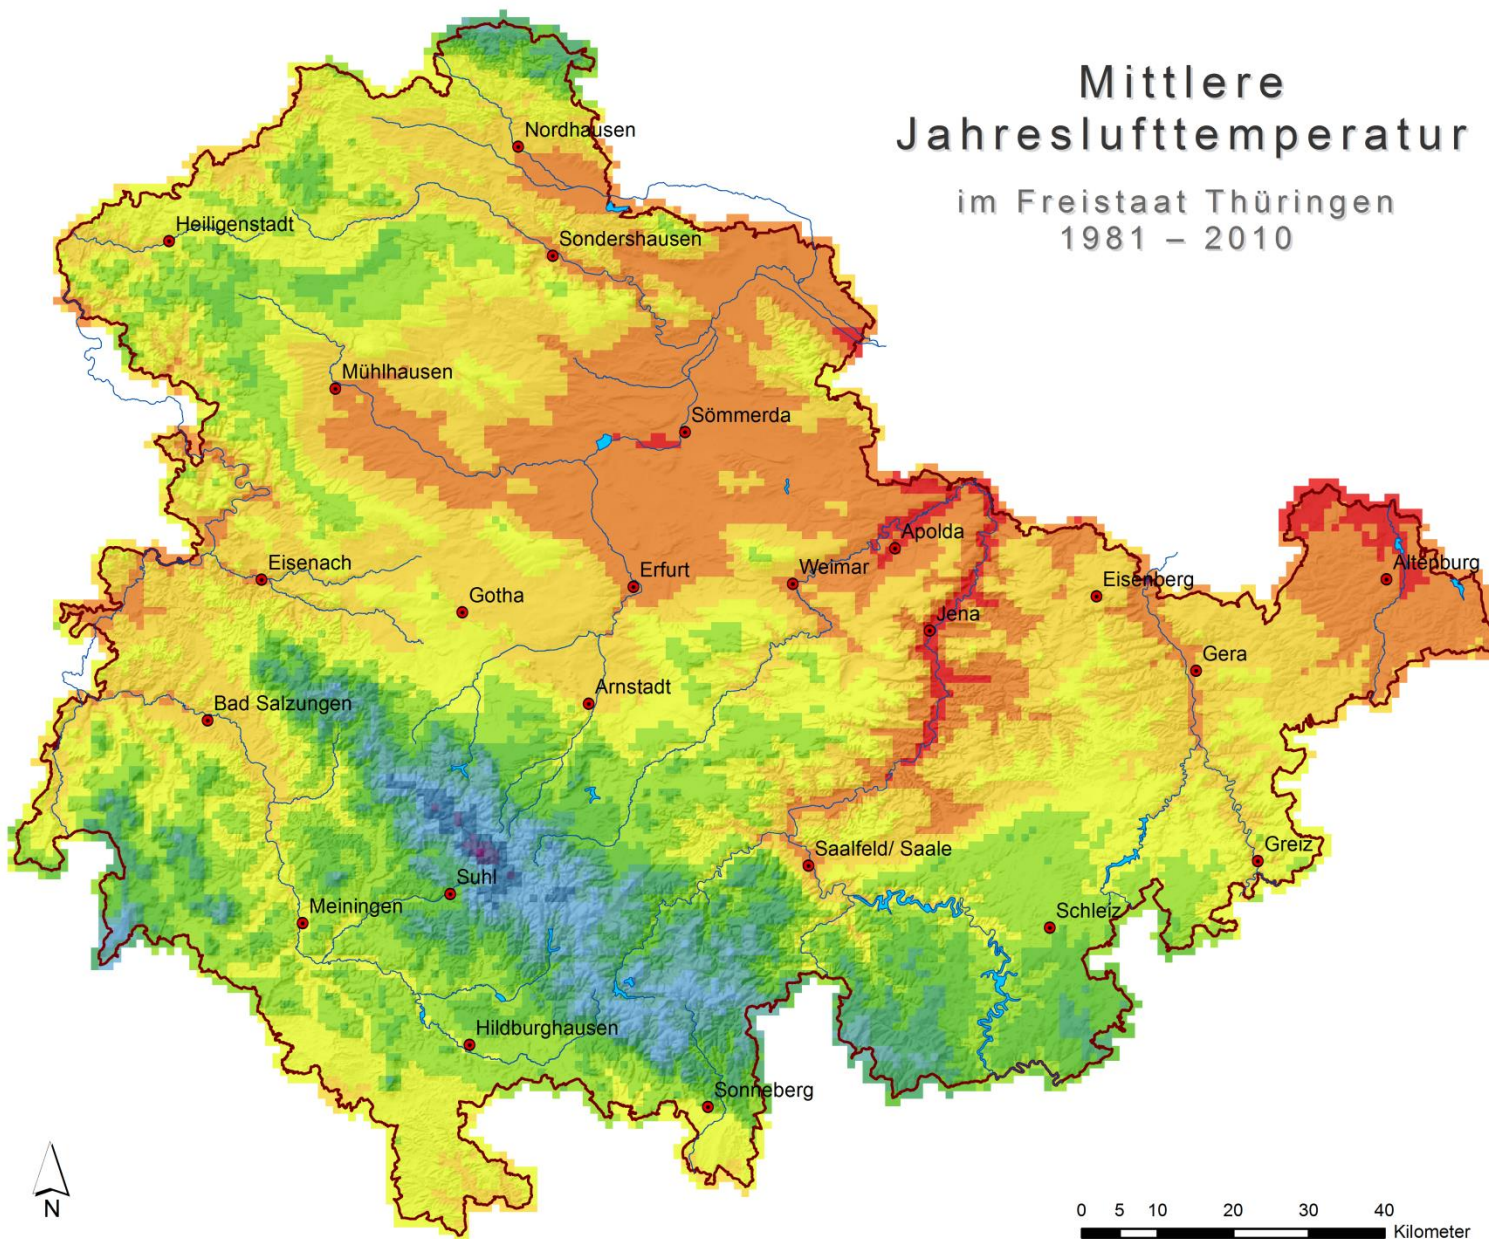 Mittlere
Jahreslufttemperatur
im Freistaat Thüringen
1981 – 2010
Nordhausen
Heiligenstadt
Sondershausen
Mühlhausen
Sömmerda
Apolda
Eisenach
Gotha
Erfurt
Weimar
Eisenberg
Altenburg
Jena
Gera
Arnstadt
Bad Salzungen
Saalfeld/ Saale
Greiz
Suhl
Meiningen
Schleiz
Hildburghausen
Sonneberg
N
0 5 10 20 30 40
Kilometer